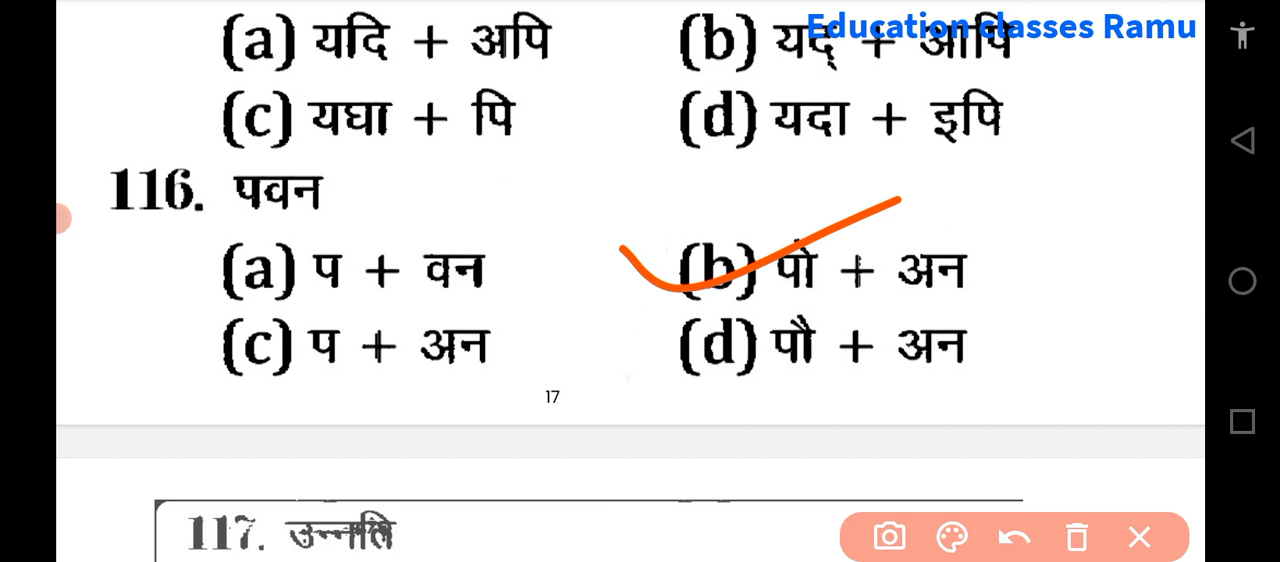 Education classes Ramu
(a) यदि + अपि (b) यद् + आपि
(c) यघा + पि (d) यदा + इपि
116. पवन
(a) प + वन (b) पो + अन
(c) प + अन (d) पौ + अन
17
117. उन्नति